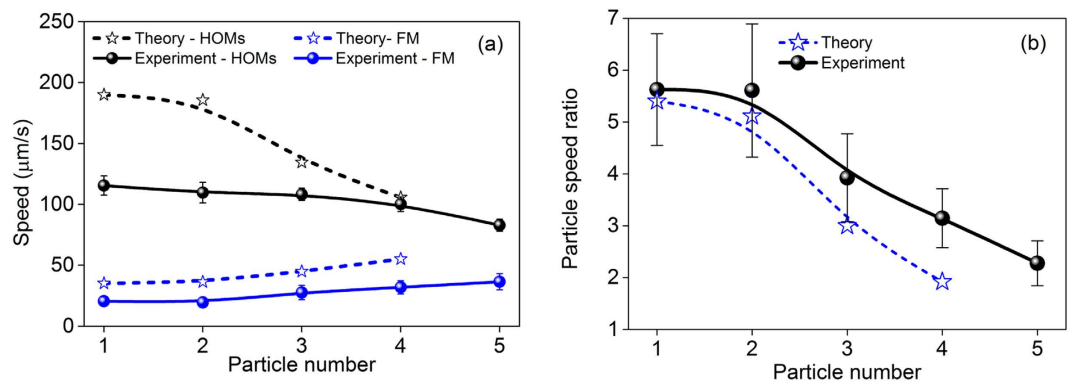 250
200
150
100
50
0
Speed (μm/s)
Theory - HOMs
Theory- FM
Experiment - HOMs
Experiment - FM
(a)
1 2 3 4 5
Particle number
7
6
5
4
3
2
1
Particle speed ratio
Theory
Experiment
(b)
1 2 3 4 5
Particle number